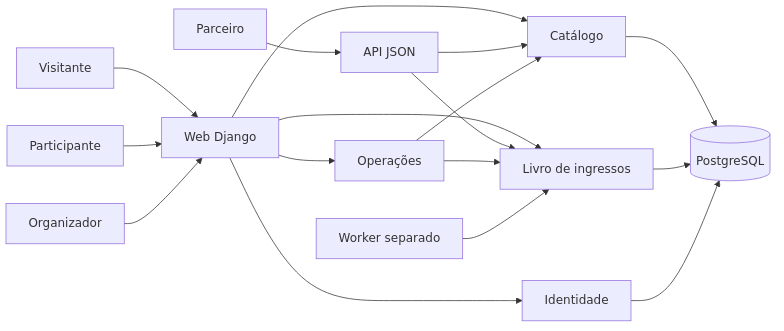 Parceiro
Catálogo
API JSON
Visitante
Web Django
Participante
Operações
PostgreSQL
Livro de ingressos
Organizador
Worker separado
Identidade